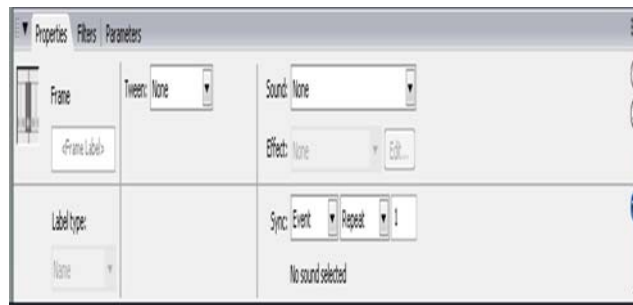 Properties Filters Parameters
Frame
<Frame Label>
Label type:
Name
Tween: None
Sound: None
Effect: None Edit...
Sync: Event Repeat 1
No sound selected